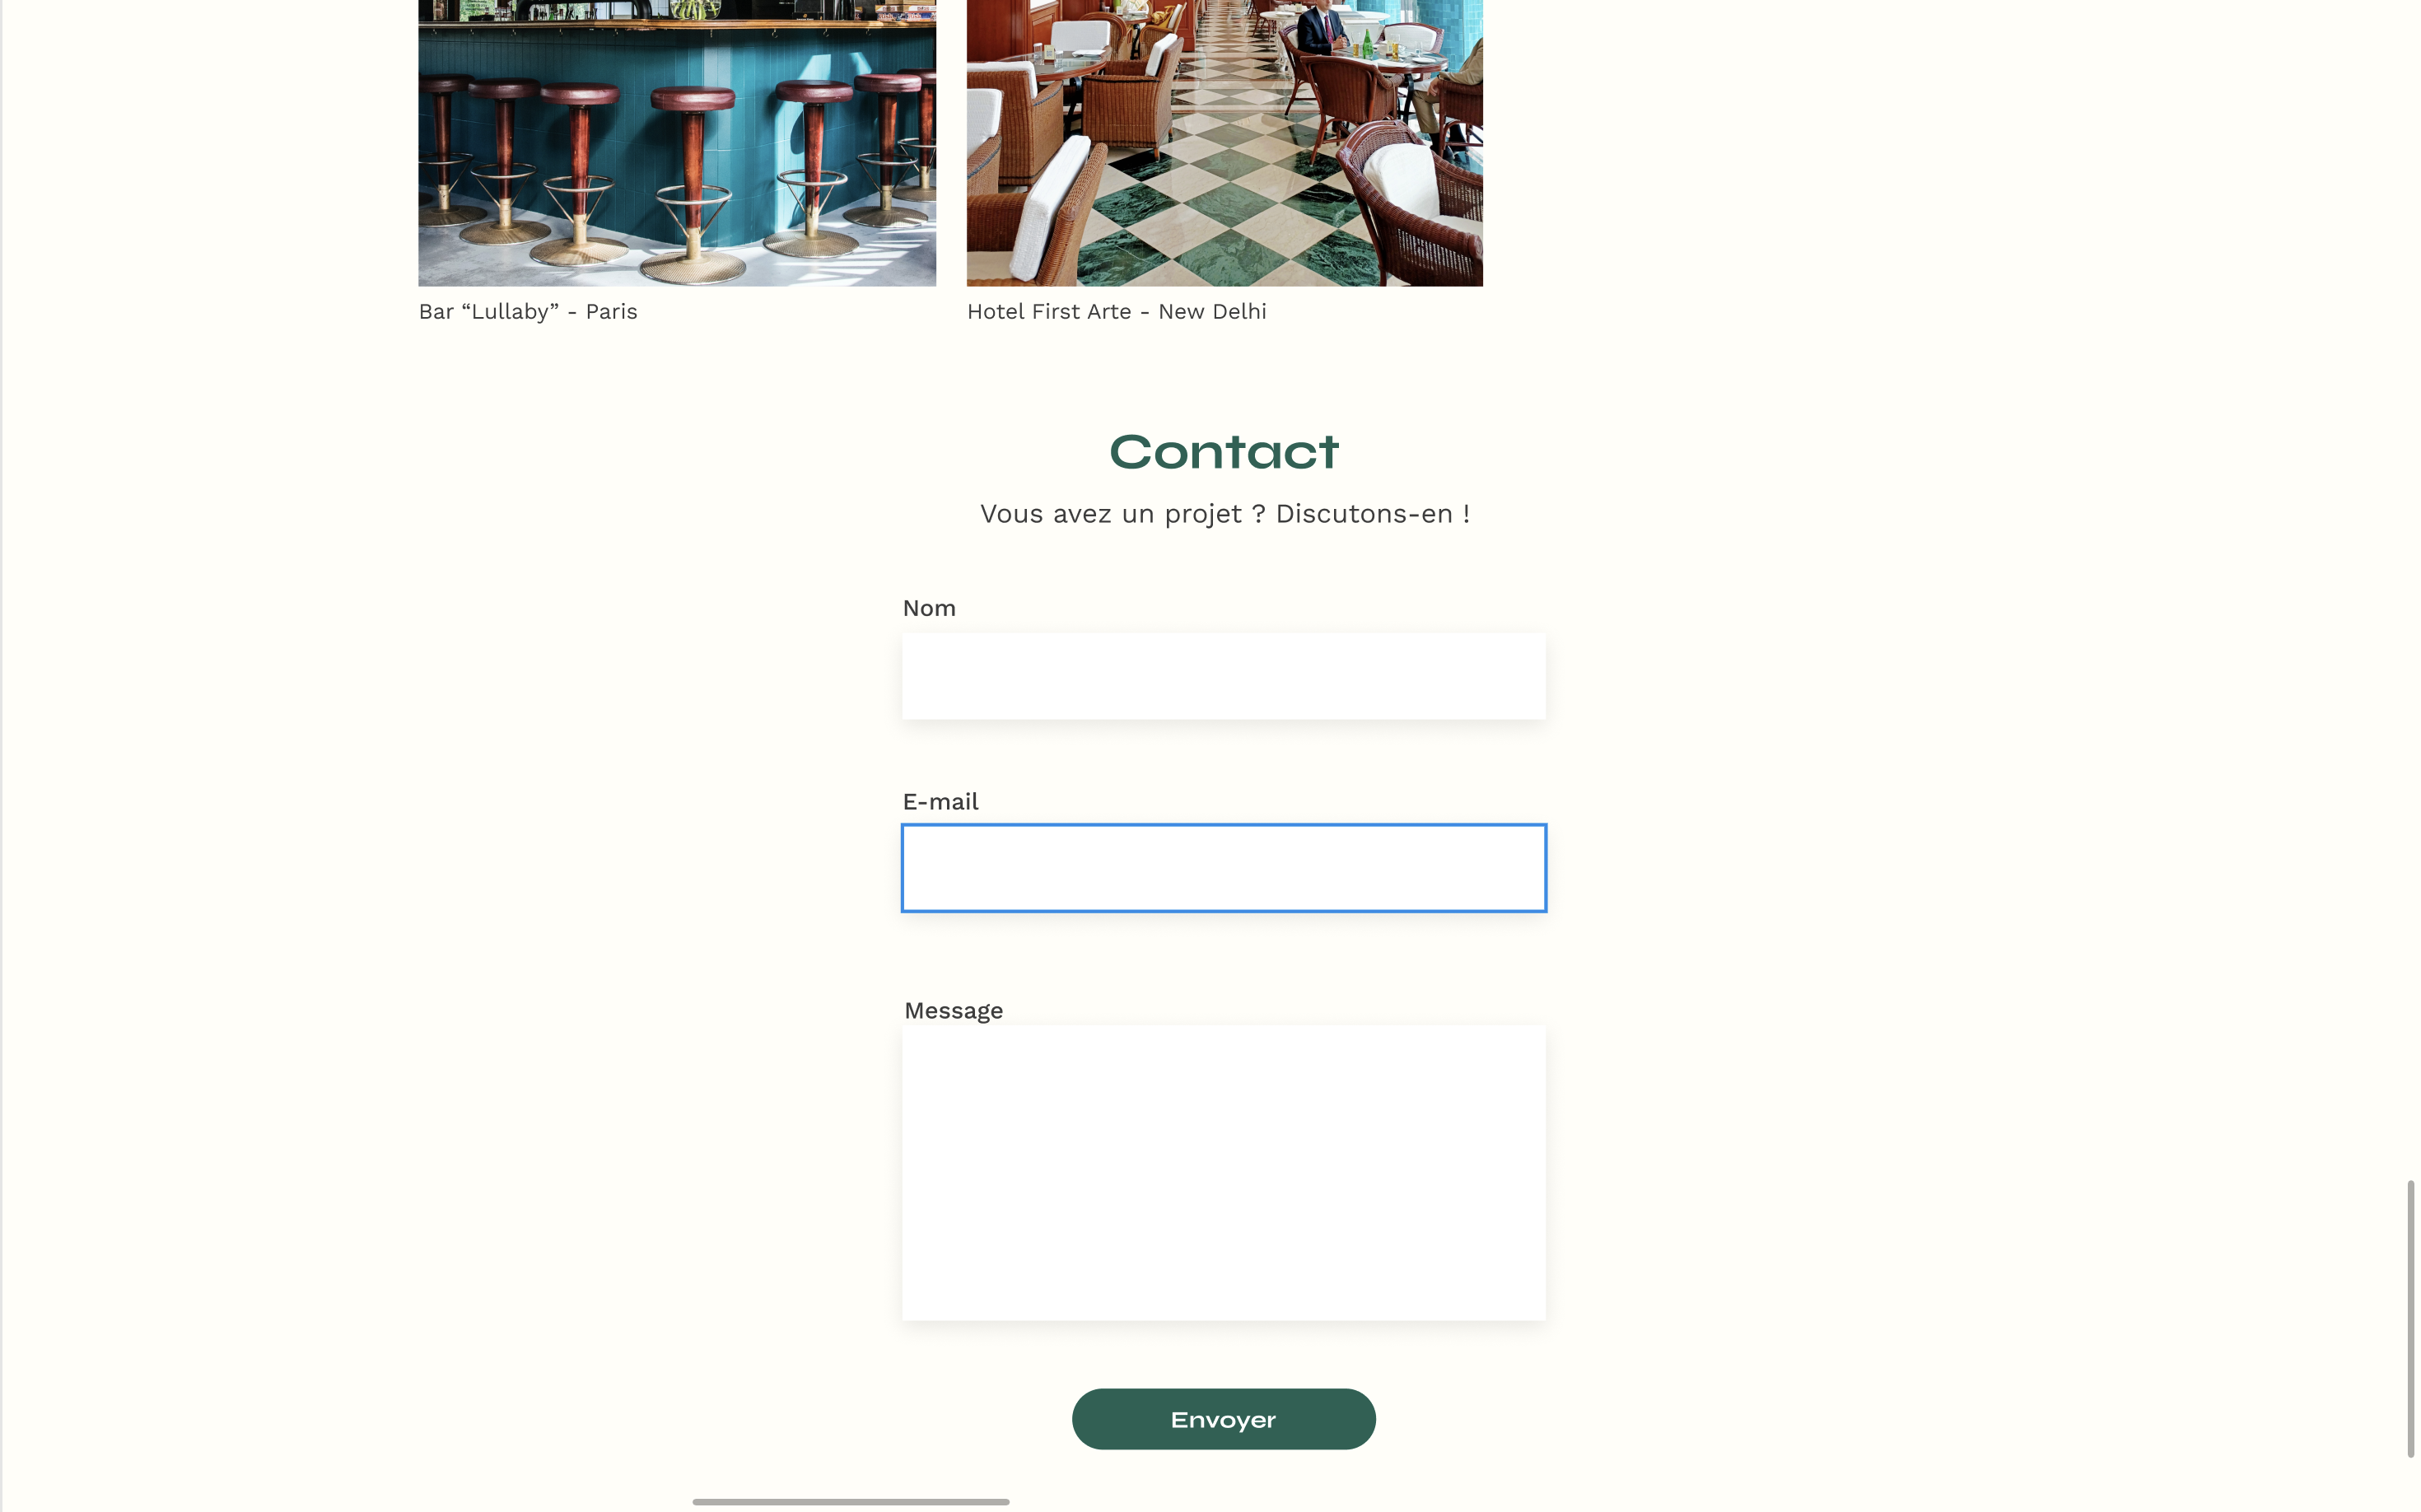 Bar “Lullaby” - Paris
Hotel First Arte - New Delhi
Contact
Vous avez un projet ? Discutons-en !
Nom
E-mail
Message
Envoyer